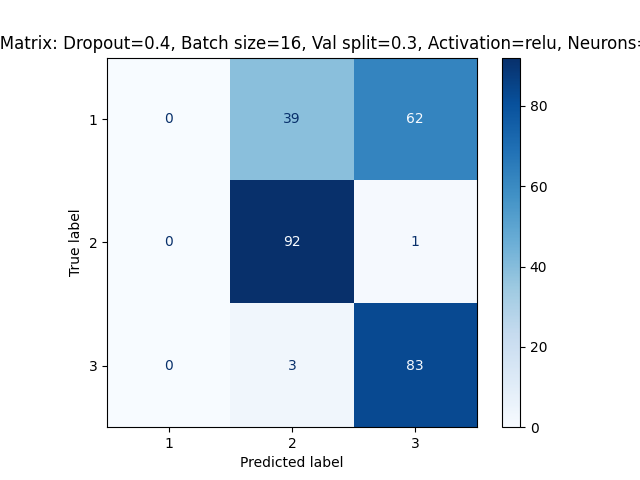 Matrix: Dropout=0.4, Batch size=16, Val split=0.3, Activation=relu, Neurons=
1 0 39 62
2 0 92 1
3 0 3 83
1 2 3
Predicted label
True label
80
60
40
20
0